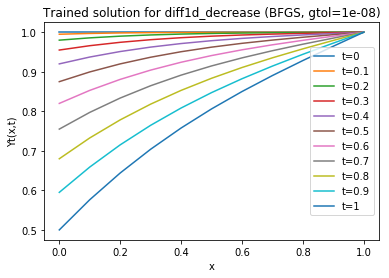 Trained solution for diff1d_decrease (BFGS, gtol=1e-08)
1.0
0.9
0.8
0.7
0.6
0.5
Yt(x,t)
t=0
t=0.1
t=0.2
t=0.3
t=0.4
t=0.5
t=0.6
t=0.7
t=0.8
t=0.9
t=1
0.0 0.2 0.4 0.6 0.8 1.0
x